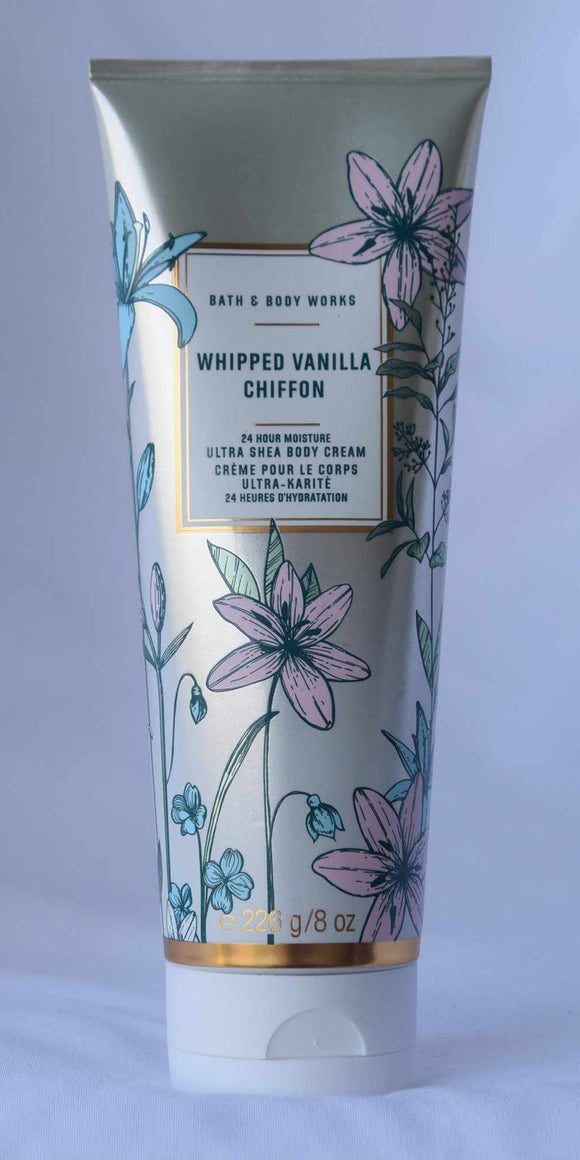 BATH & BODY WORKS
WHIPPED VANILLA
CHIFFON
24 HOUR MOISTURE
ULTRA SHEA BODY CREAM
CRÈME POUR LE CORPS
ULTRA-KARITÉ
24 HEURES D'HYDRATATION
℮ 226 g/8 oz